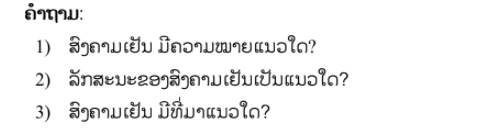 ຄຳຖາມ:
1) ສົງຄາມເຢັນ ມີຄວາມໝາຍແນວໃດ?
2) ລັກສະນະຂອງສົງຄາມເຢັນເປັນແນວໃດ?
3) ສົງຄາມເຢັນ ມີທີ່ມາແນວໃດ?